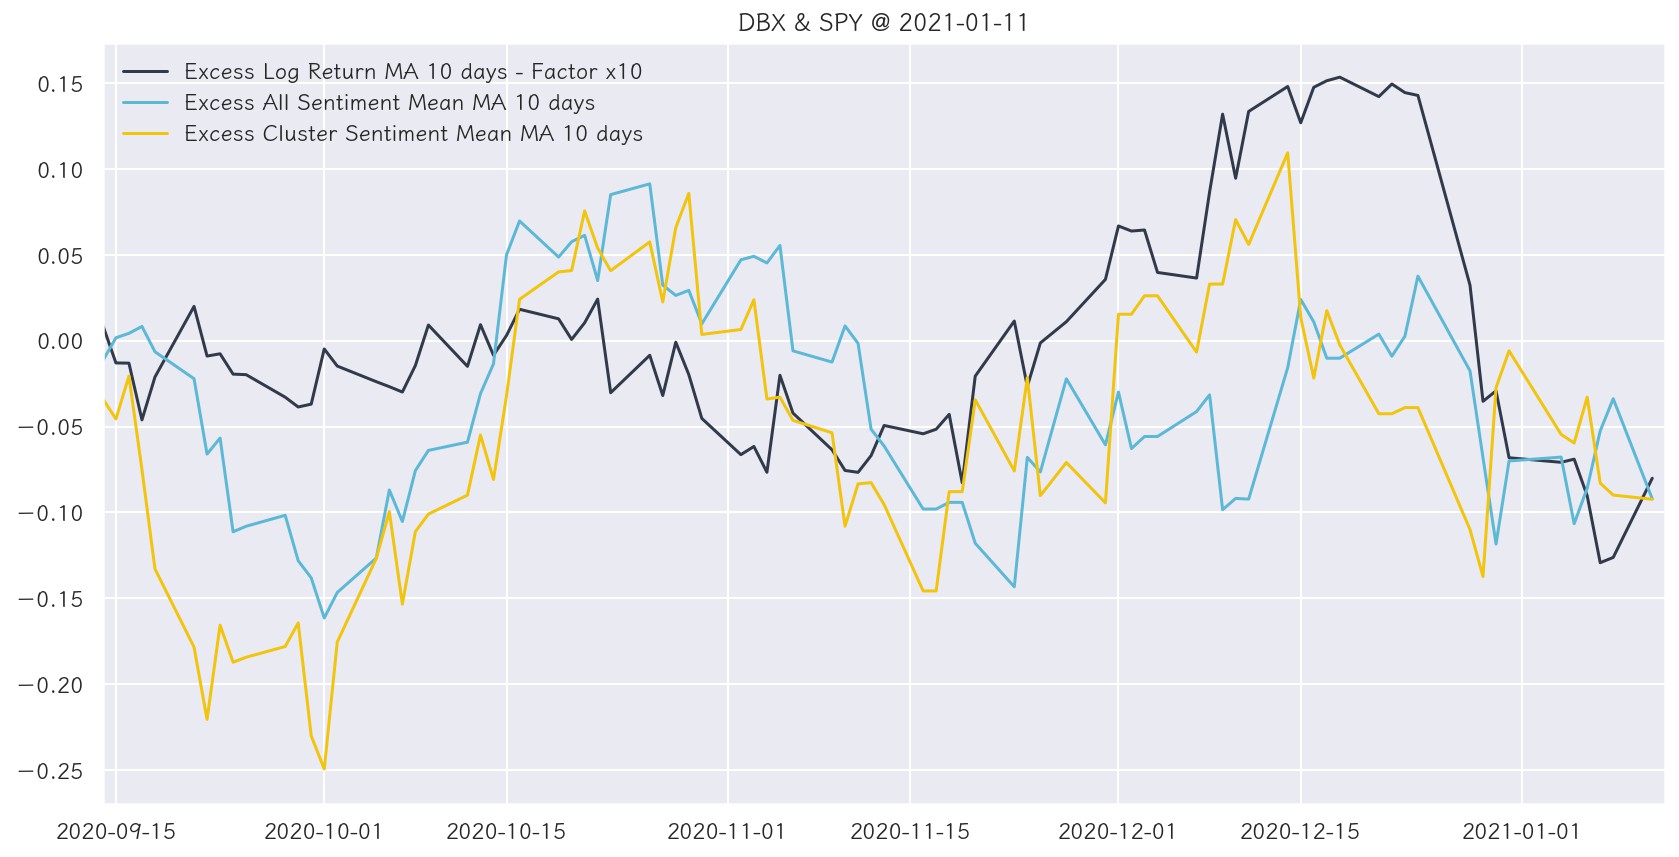 DBX & SPY @ 2021-01-11
Excess Log Return MA 10 days - Factor x10
Excess All Sentiment Mean MA 10 days
Excess Cluster Sentiment Mean MA 10 days
0.15
0.10
0.05
0.00
−0.05
−0.10
−0.15
−0.20
−0.25
2020-09-15 2020-10-01 2020-10-15 2020-11-01 2020-11-15 2020-12-01 2020-12-15 2021-01-01